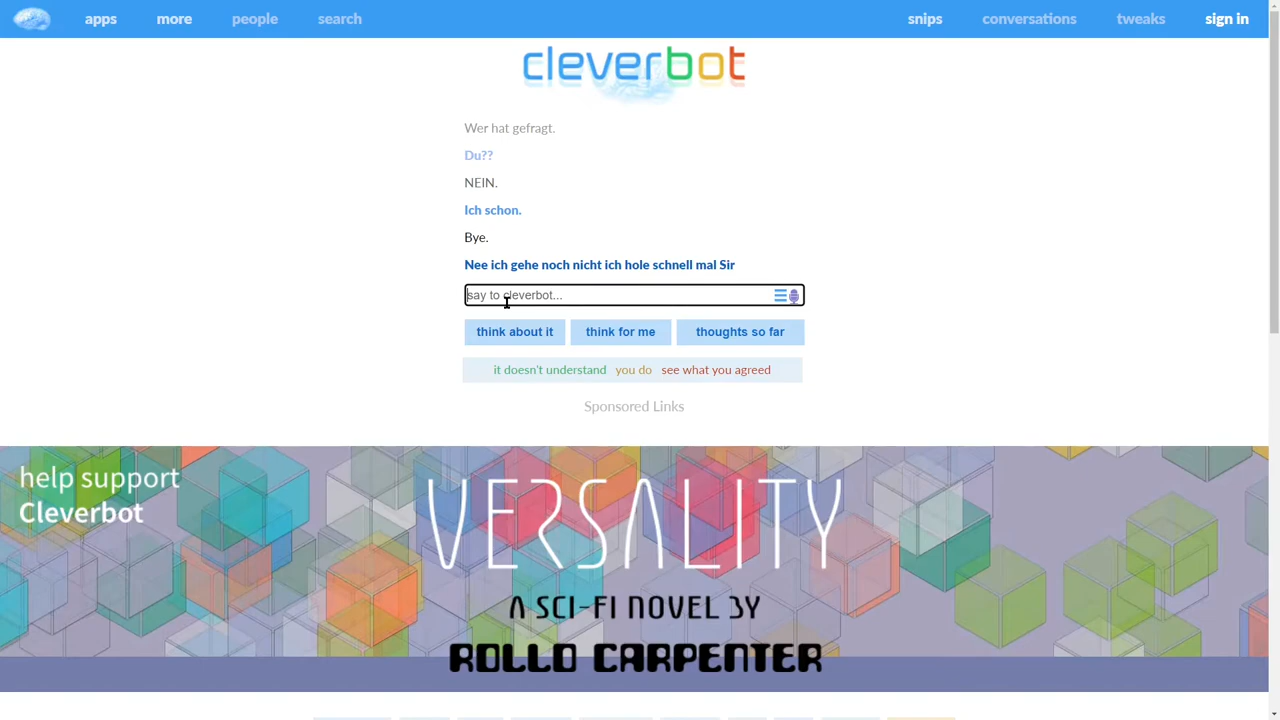 apps more people search snips conversations tweaks sign in
cleverbot
Wer hat gefragt.
Du??
NEIN.
Ich schon.
Bye.
Nee ich gehe noch nicht ich hole schnell mal Sir
say to cleverbot...
think about it think for me thoughts so far
it doesn't understand you do see what you agreed
Sponsored Links
help support
Cleverbot
VERSALITY
A SCI-FI NOVEL BY
ROLLO CARPENTER